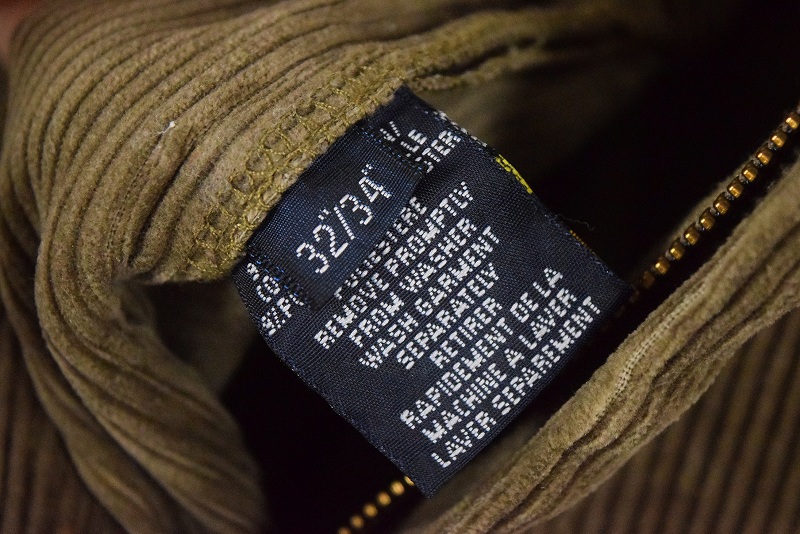 32"/34"
REMOVE PROMPTLY
FROM WASHER
WASH GARMENT
SEPARATELY
RETIRER
RAPIDEMENT DE LA
MACHINE A LAVER
LAVER SEPAREMENT